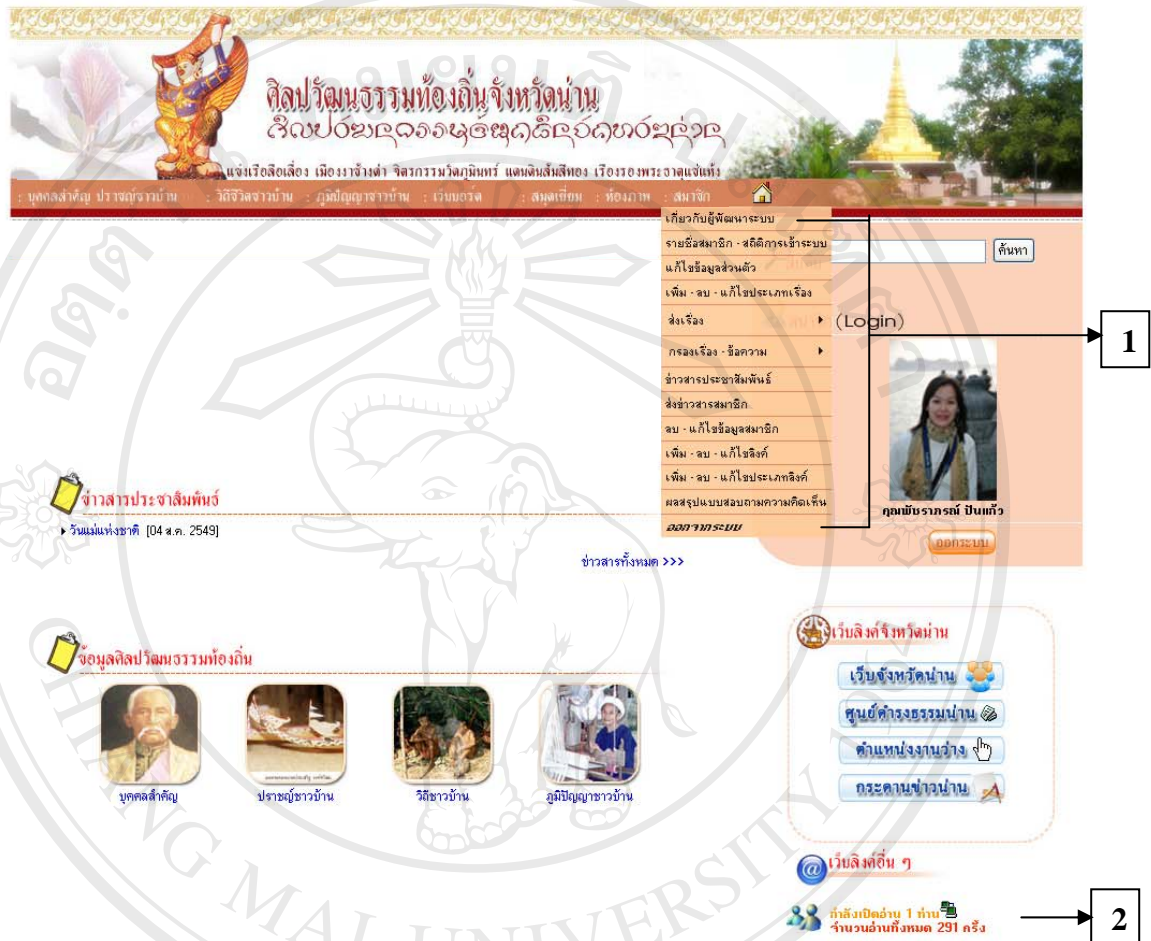 ศิลปวัฒนธรรมท้องถิ่นจังหวัดน่าน
แข่งเรือลือเลื่อง เมืองงาช้างดำ จิตรกรรมวัดภูมินทร์ แดนดินส้มสีทอง เรืองรองพระธาตุแช่แห้ง
: บุคคลสำคัญ ปราชญ์ชาวบ้าน : วิถีชีวิตชาวบ้าน : ภูมิปัญญาชาวบ้าน : เว็บบอร์ด : สมุดเยี่ยม : ห้องภาพ : สมาชิก
เกี่ยวกับผู้พัฒนาระบบ
รายชื่อสมาชิก - สถิติการเข้าระบบ
ค้นหา
แก้ไขข้อมูลส่วนตัว
เพิ่ม - ลบ - แก้ไขประเภทเรื่อง
ส่งเรื่อง
(Login)
1
กรองเรื่อง - ข้อความ
ข่าวสารประชาสัมพันธ์
ส่งข่าวสารสมาชิก
ลบ - แก้ไขข้อมูลสมาชิก
เพิ่ม - ลบ - แก้ไขลิงค์
เพิ่ม - ลบ - แก้ไขประเภทลิงค์
ผลสรุปแบบสอบถามความคิดเห็น
ออกจากระบบ
คุณพัชราภรณ์ ปันแก้ว
ออกระบบ
ข่าวสารประชาสัมพันธ์
วันแม่แห่งชาติ [04 ส.ค. 2549]
ข่าวสารทั้งหมด >>>
ข้อมูลศิลปวัฒนธรรมท้องถิ่น
บุคคลสำคัญ
ปราชญ์ชาวบ้าน
วิถีชาวบ้าน
ภูมิปัญญาชาวบ้าน
เว็บลิงค์จังหวัดน่าน
เว็บจังหวัดน่าน
ศูนย์ดำรงธรรมน่าน
ตำแหน่งงานว่าง
กระดานข่าวน่าน
เว็บลิงค์อื่น ๆ
กำลังเปิดอ่าน 1 ท่าน
จำนวนอ่านทั้งหมด 291 ครั้ง
2
CHIANG MAI UNIVERSITY